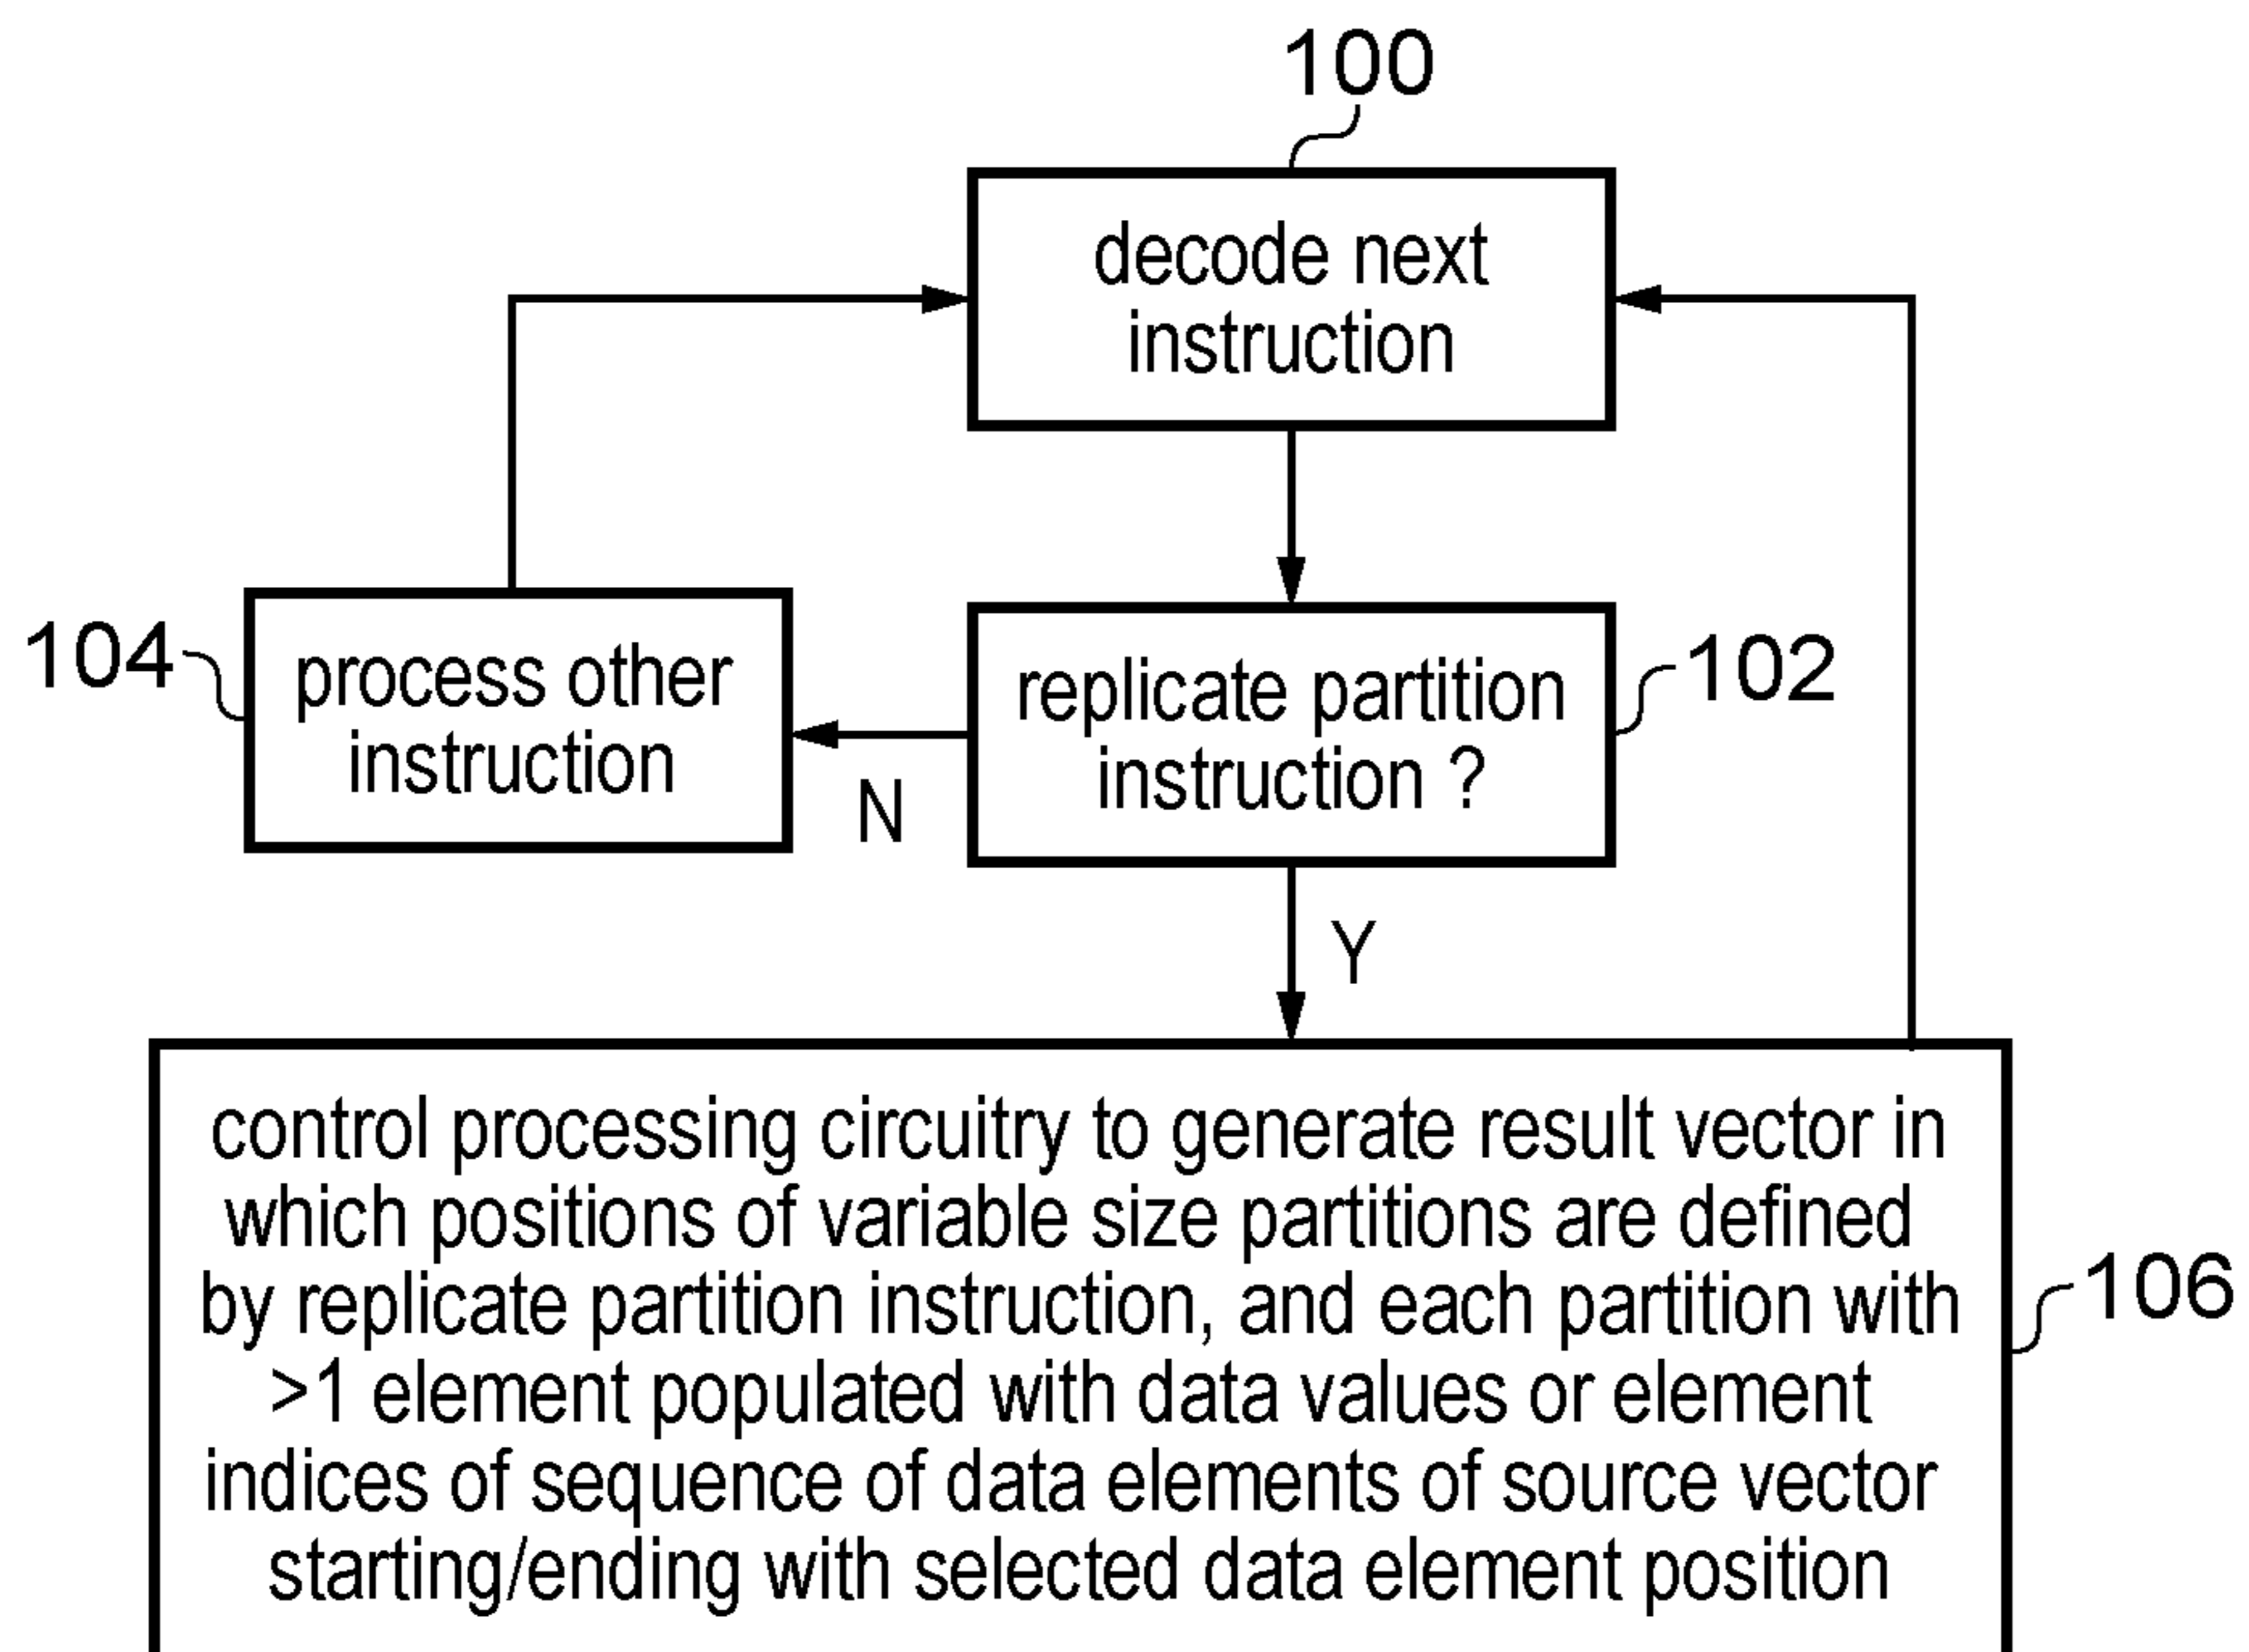 100
decode next
instruction
104
process other
instruction
replicate partition
instruction ?
102
N
Y
control processing circuitry to generate result vector in
which positions of variable size partitions are defined
by replicate partition instruction, and each partition with
>1 element populated with data values or element
indices of sequence of data elements of source vector
starting/ending with selected data element position
106